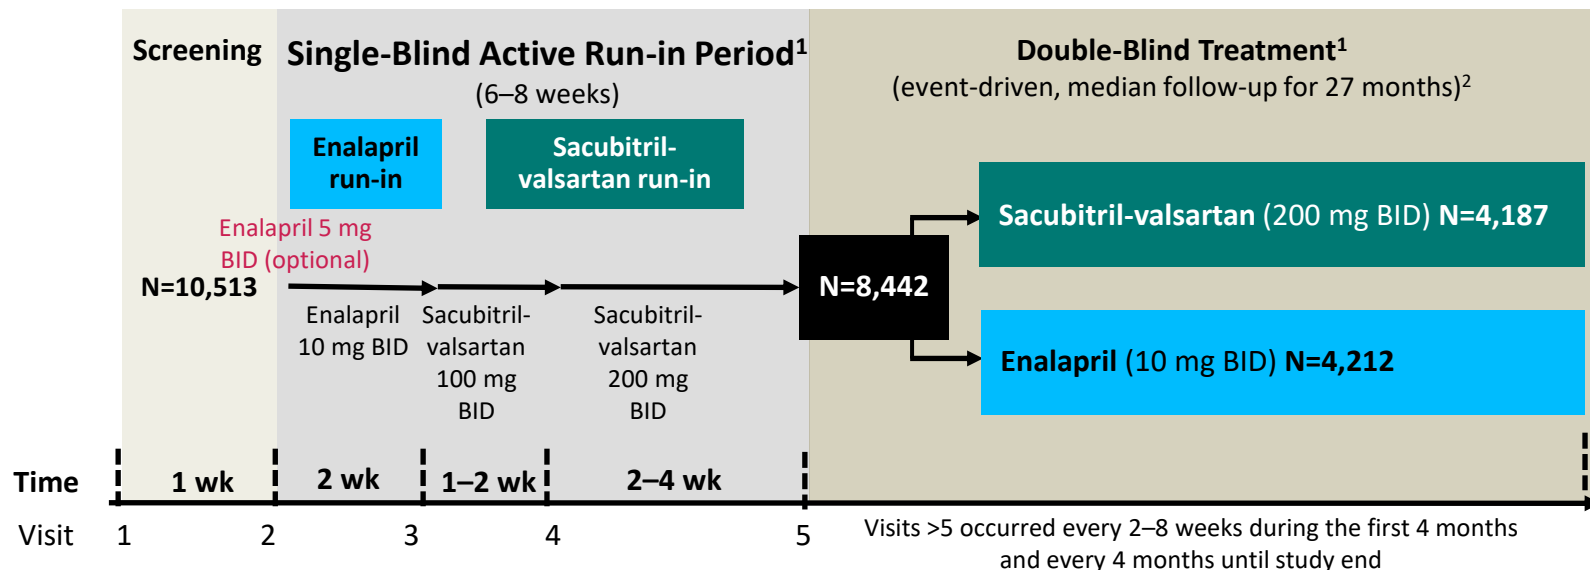 Screening
Single-Blind Active Run-in Period1
(6–8 weeks)
Double-Blind Treatment1
(event-driven, median follow-up for 27 months)2
Enalapril
run-in
Sacubitril-
valsartan run-in
Enalapril 5 mg
BID (optional)
N=10,513
Enalapril
10 mg BID
Sacubitril-
valsartan
100 mg
BID
Sacubitril-
valsartan
200 mg
BID
N=8,442
Sacubitril-valsartan (200 mg BID) N=4,187
Enalapril (10 mg BID) N=4,212
Time
1 wk
2 wk
1–2 wk
2–4 wk
Visit
1
2
3
4
5
Visits >5 occurred every 2–8 weeks during the first 4 months
and every 4 months until study end